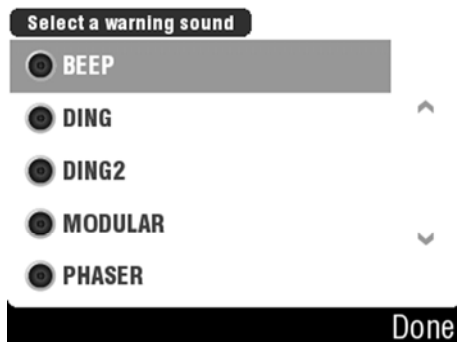 Select a warning sound
BEEP
DING
DING2
MODULAR
PHASER
Done